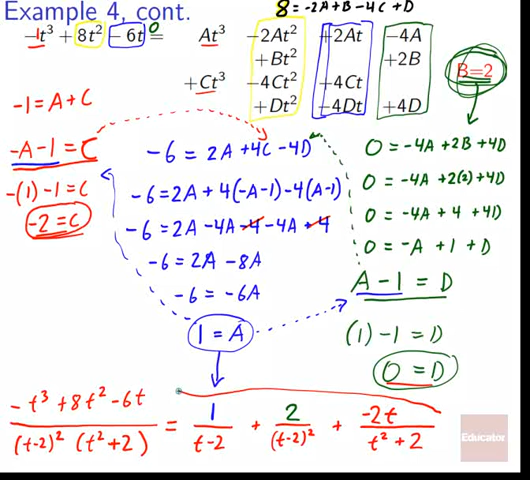 Example 4, cont.
8 = -2A + B - 4C + D
-1t³ + 8t² - 6t = 0 At³ -2At² +2At -4A
+Bt² +2B
+Ct³ -4Ct² +4Ct
+Dt² -4Dt +4D
B=2
-1 = A + C
-A - 1 = C
-(1) - 1 = C
-2 = C
-6 = 2A + 4C - 4D
-6 = 2A + 4(-A-1) - 4(A-1)
-6 = 2A - 4A - 4 - 4A + 4
-6 = 2A - 8A
-6 = -6A
1 = A
0 = -4A + 2B + 4D
0 = -4A + 2(2) + 4D
0 = -4A + 4 + 4D
0 = -A + 1 + D
A - 1 = D
(1) - 1 = D
0 = D
-t³ + 8t² - 6t / (t-2)² (t²+2) = 1 / t-2 + 2 / (t-2)² + -2t / t² + 2
Educator